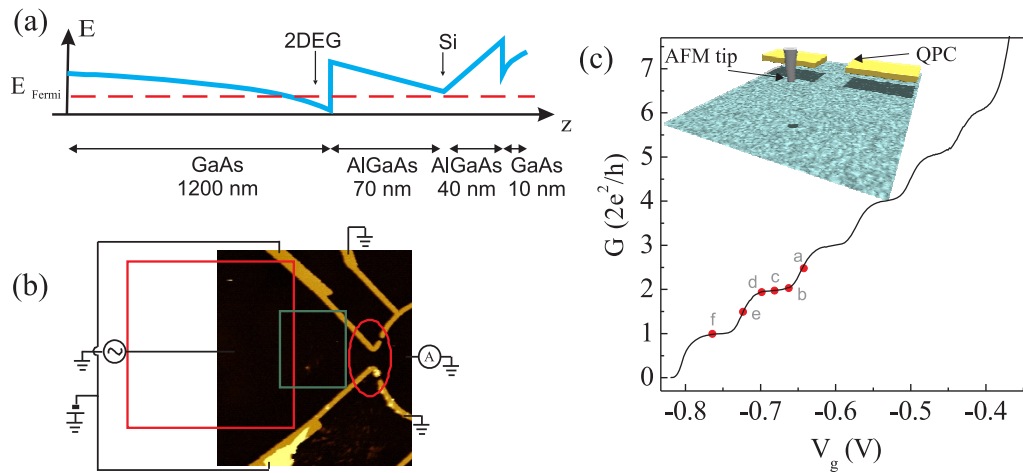 (a)
E
2DEG
Si
E Fermi
z
GaAs
1200 nm
AlGaAs
70 nm
AlGaAs
40 nm
GaAs
10 nm
(b)
A
(c)
AFM tip
QPC
G (2e²/h)
7
6
5
4
3
2
1
0
a
b
c
d
e
f
-0.8
-0.7
-0.6
-0.5
-0.4
V_g (V)